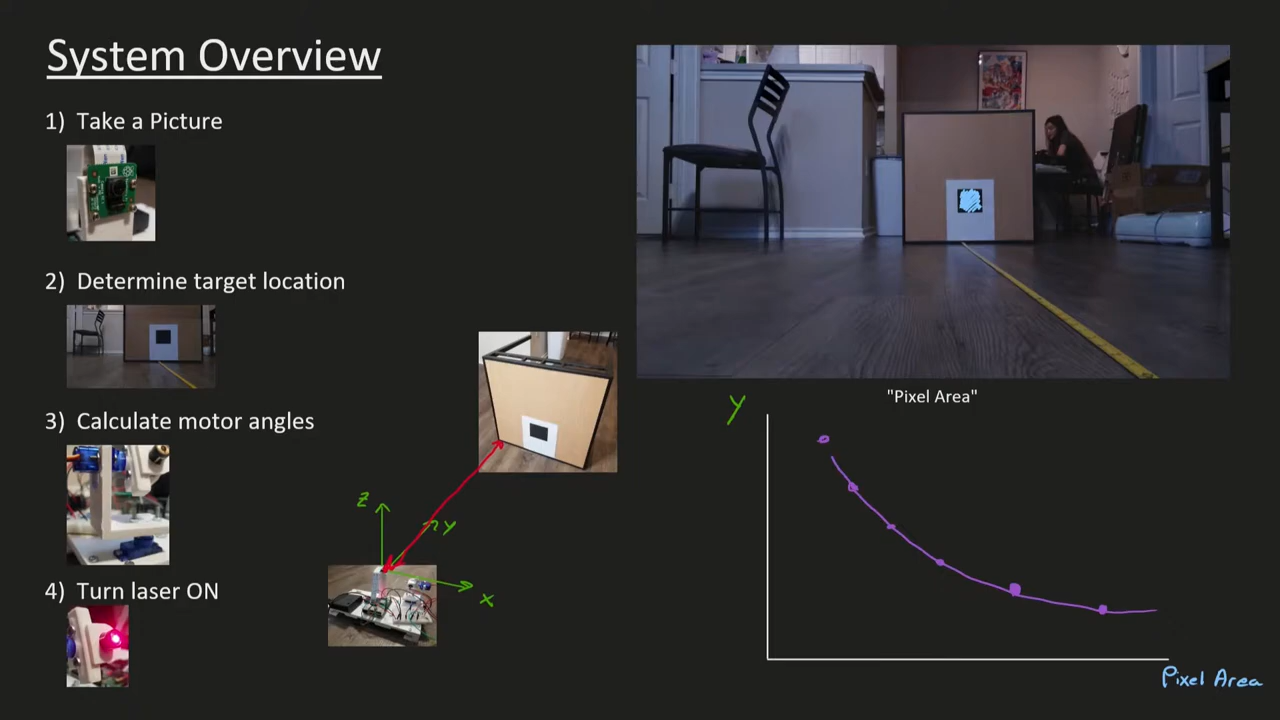 System Overview
1) Take a Picture
2) Determine target location
3) Calculate motor angles
4) Turn laser ON
z
y
x
"Pixel Area"
y
Pixel Area